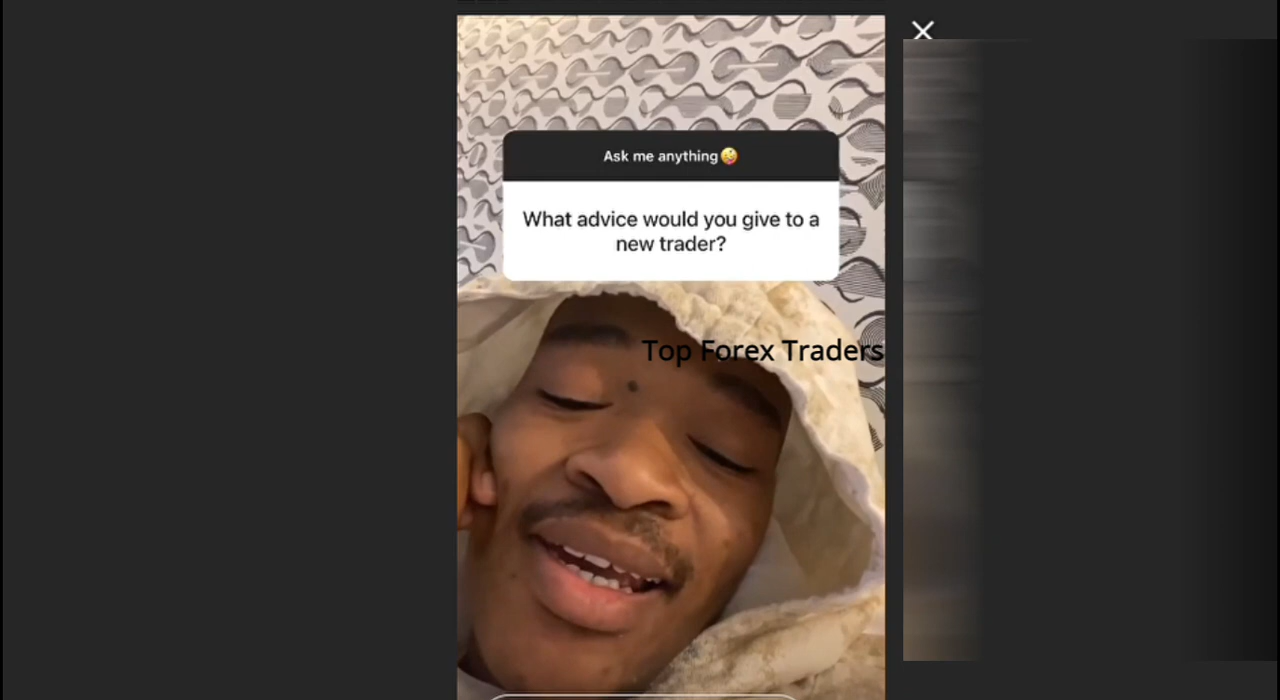 Ask me anything🤪
What advice would you give to a
new trader?
Top Forex Traders